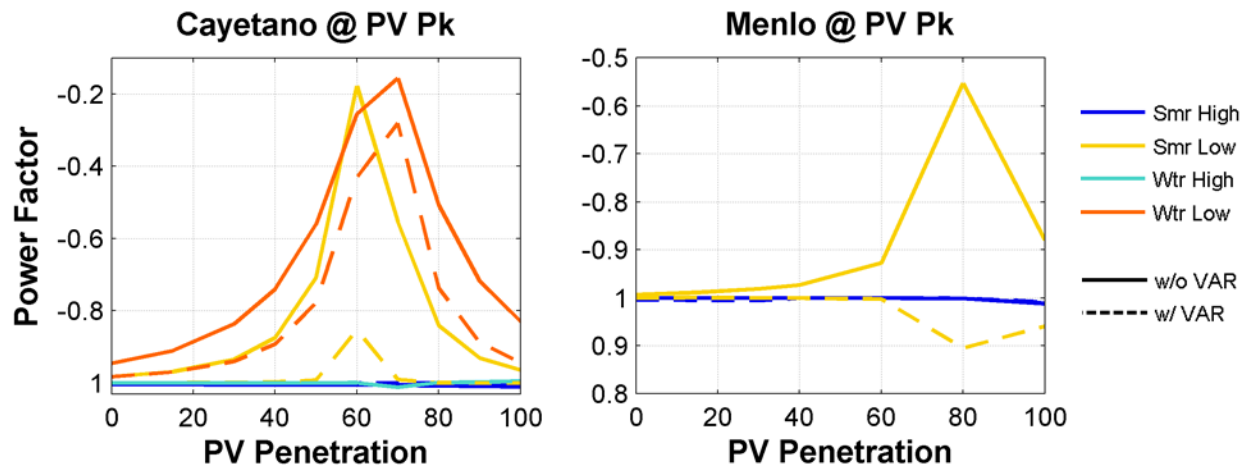 Cayetano @ PV Pk
Power Factor
-0.2
-0.4
-0.6
-0.8
1
0 20 40 60 80 100
PV Penetration
Menlo @ PV Pk
-0.5
-0.6
-0.7
-0.8
-0.9
1
0.9
0.8
0 20 40 60 80 100
PV Penetration
Smr High
Smr Low
Wtr High
Wtr Low
w/o VAR
w/ VAR